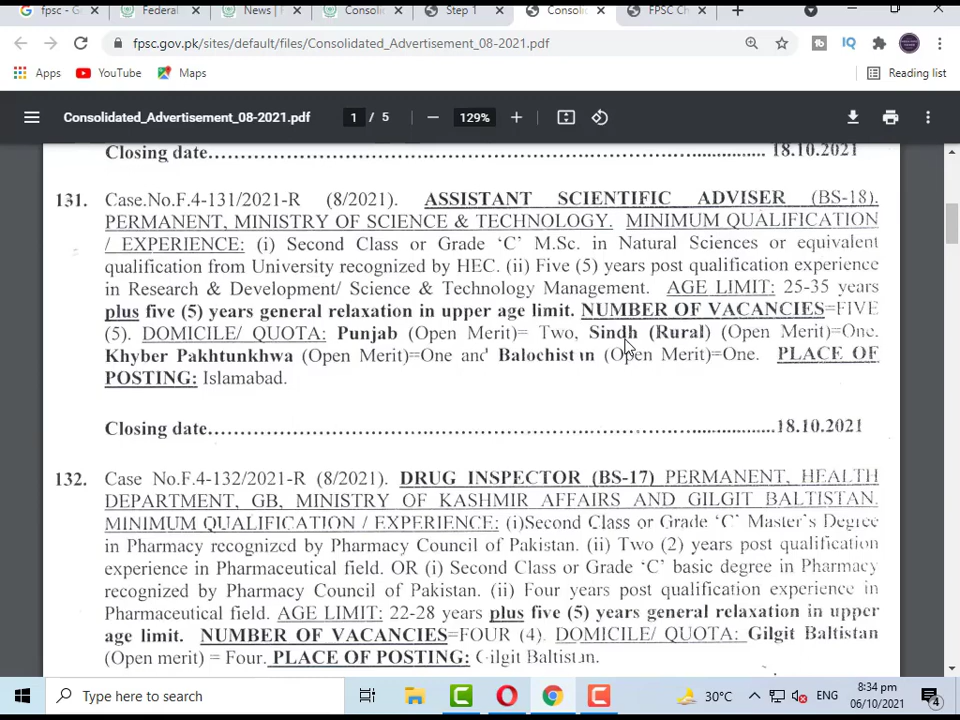 fpsc - G
Federal
News |
Consoli
Step 1
Consoli
FPSC Ch
fpsc.gov.pk/sites/default/files/Consolidated_Advertisement_08-2021.pdf
Apps YouTube Maps Reading list
Consolidated_Advertisement_08-2021.pdf 1 / 5 129%
Closing date 18.10.2021
131. Case.No.F.4-131/2021-R (8/2021). ASSISTANT SCIENTIFIC ADVISER (BS-18).
PERMANENT, MINISTRY OF SCIENCE & TECHNOLOGY. MINIMUM QUALIFICATION
/ EXPERIENCE: (i) Second Class or Grade ‘C’ M.Sc. in Natural Sciences or equivalent
qualification from University recognized by HEC. (ii) Five (5) years post qualification experience
in Research & Development/ Science & Technology Management. AGE LIMIT: 25-35 years
plus five (5) years general relaxation in upper age limit. NUMBER OF VACANCIES=FIVE
(5). DOMICILE/ QUOTA: Punjab (Open Merit)= Two, Sindh (Rural) (Open Merit)=One.
Khyber Pakhtunkhwa (Open Merit)=One and Balochistan (Open Merit)=One. PLACE OF
POSTING: Islamabad.
Closing date 18.10.2021
132. Case No.F.4-132/2021-R (8/2021). DRUG INSPECTOR (BS-17) PERMANENT, HEALTH
DEPARTMENT, GB, MINISTRY OF KASHMIR AFFAIRS AND GILGIT BALTISTAN.
MINIMUM QUALIFICATION / EXPERIENCE: (i)Second Class or Grade ‘C’ Master's Degree
in Pharmacy recognized by Pharmacy Council of Pakistan. (ii) Two (2) years post qualification
experience in Pharmaceutical field. OR (i) Second Class or Grade ‘C’ basic degree in Pharmacy
recognized by Pharmacy Council of Pakistan. (ii) Four years post qualification experience in
Pharmaceutical field. AGE LIMIT: 22-28 years plus five (5) years general relaxation in upper
age limit. NUMBER OF VACANCIES=FOUR (4). DOMICILE/ QUOTA: Gilgit Baltistan
(Open merit) = Four. PLACE OF POSTING: Gilgit Baltistan.
Type here to search
30°C ENG 8:34 pm
06/10/2021
4